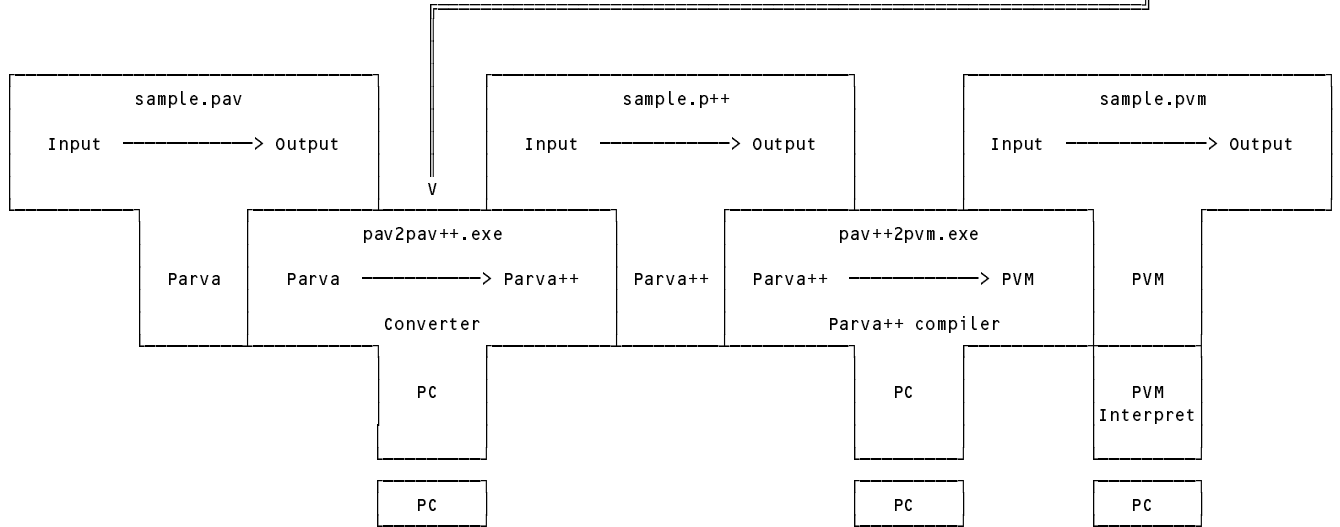 sample.pav sample.p++ sample.pvm
Input ────────────> Output Input ────────────> Output Input ────────────> Output
V
pav2pav++.exe pav++2pvm.exe
Parva Parva ───────────> Parva++ Parva++ Parva++ ────────────> PVM PVM
Converter Parva++ compiler
PC PC PVM
Interpret
PC PC PC